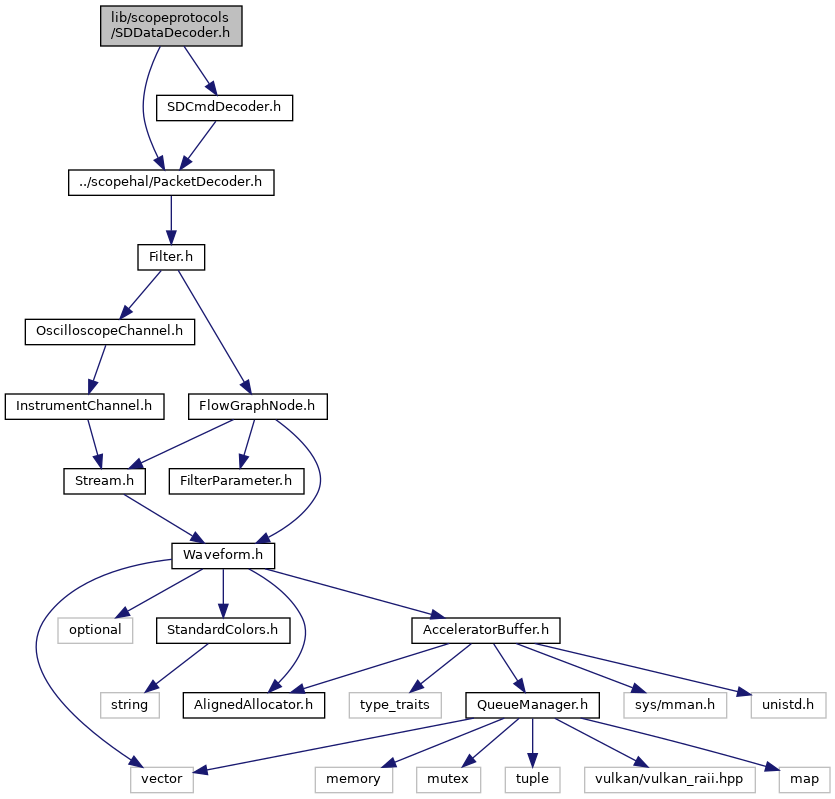 lib/scopeprotocols
/SDDataDecoder.h
SDCmdDecoder.h
../scopehal/PacketDecoder.h
Filter.h
OscilloscopeChannel.h
InstrumentChannel.h
FlowGraphNode.h
Stream.h
FilterParameter.h
Waveform.h
optional
StandardColors.h
AcceleratorBuffer.h
string
AlignedAllocator.h
type_traits
QueueManager.h
sys/mman.h
unistd.h
vector
memory
mutex
tuple
vulkan/vulkan_raii.hpp
map